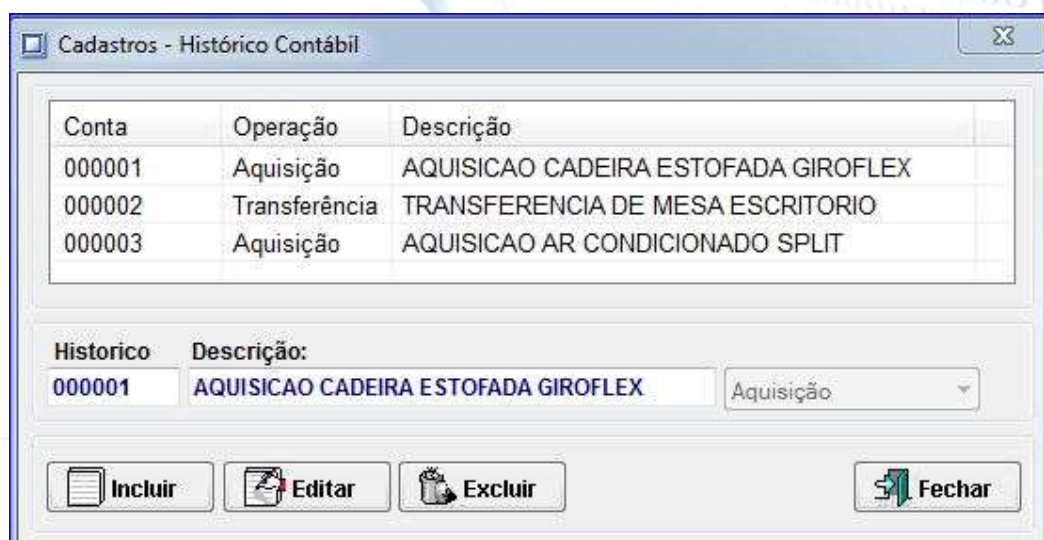 Cadastros - Histórico Contábil
Conta Operação Descrição
000001 Aquisição AQUISICAO CADEIRA ESTOFADA GIROFLEX
000002 Transferência TRANSFERENCIA DE MESA ESCRITORIO
000003 Aquisição AQUISICAO AR CONDICIONADO SPLIT
Historico Descrição:
000001 AQUISICAO CADEIRA ESTOFADA GIROFLEX Aquisição
Incluir Editar Excluir Fechar